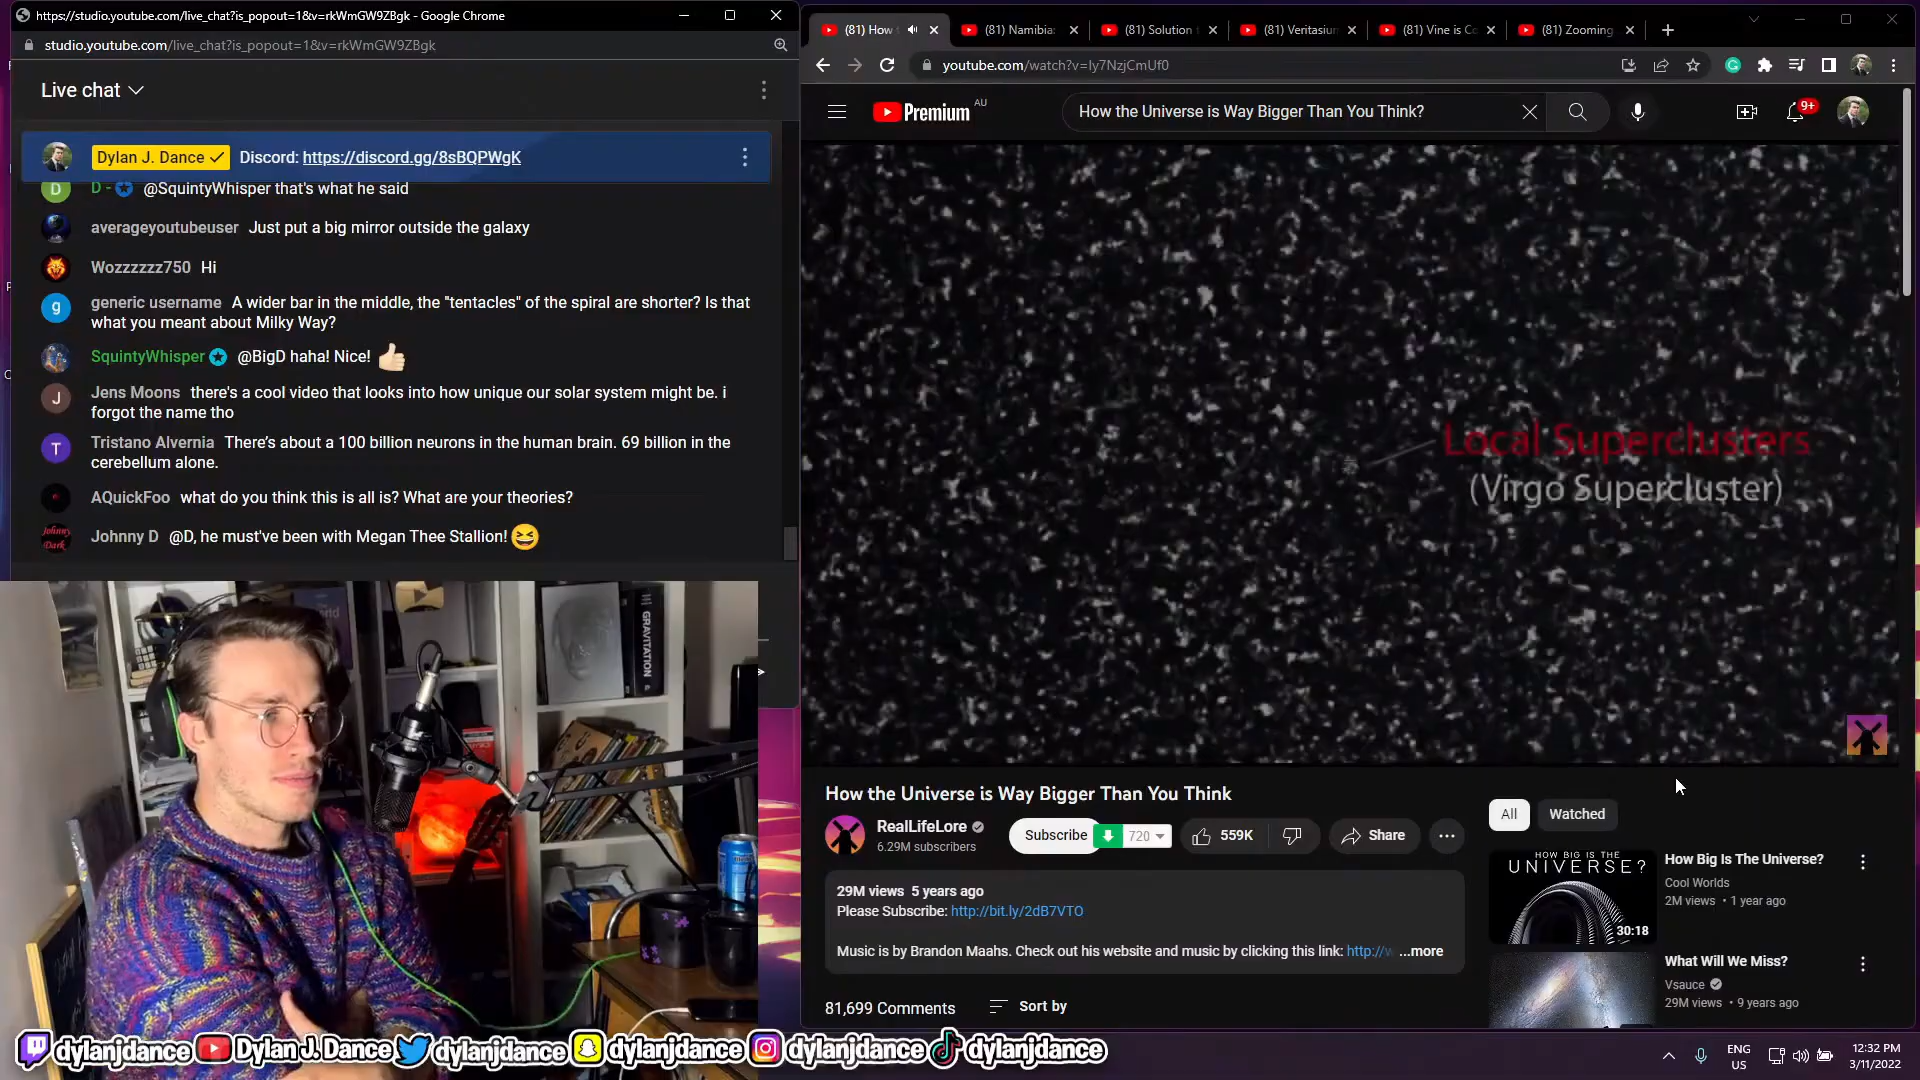 https://studio.youtube.com/live_chat?is_popout=1&v=rkWmGW9ZBgk - Google Chrome
studio.youtube.com/live_chat?is_popout=1&v=rkWmGW9ZBgk
Live chat
Dylan J. Dance Discord: https://discord.gg/8sBQPWgK
D D - @SquintyWhisper that's what he said
averageyoutubeuser Just put a big mirror outside the galaxy
Wozzzzzz750 Hi
g generic username A wider bar in the middle, the "tentacles" of the spiral are shorter? Is that
what you meant about Milky Way?
SquintyWhisper @BigD haha! Nice!
J Jens Moons there's a cool video that looks into how unique our solar system might be. i
forgot the name tho
T Tristano Alvernia There's about a 100 billion neurons in the human brain. 69 billion in the
cerebellum alone.
AQuickFoo what do you think this is all is? What are your theories?
Johnny Dark Johnny D @D, he must've been with Megan Thee Stallion!
GRAVITATION
(81) How t (81) Namibia: (81) Solution t (81) Veritasium (81) Vine is Co (81) Zooming
youtube.com/watch?v=Iy7NzjCmUf0
Premium AU
How the Universe is Way Bigger Than You Think?
9+
Local Superclusters
(Virgo Supercluster)
How the Universe is Way Bigger Than You Think
RealLifeLore
6.29M subscribers
Subscribe 720 559K Share
29M views 5 years ago
Please Subscribe: http://bit.ly/2dB7VTO
Music is by Brandon Maahs. Check out his website and music by clicking this link: http://w ...more
81,699 Comments Sort by
All Watched
HOW BIG IS THE
UNIVERSE?
30:18
How Big Is The Universe?
Cool Worlds
2M views • 1 year ago
What Will We Miss?
Vsauce
29M views • 9 years ago
dylanjdance Dylan J. Dance dylanjdance dylanjdance dylanjdance dylanjdance
ENG
US
12:32 PM
3/11/2022